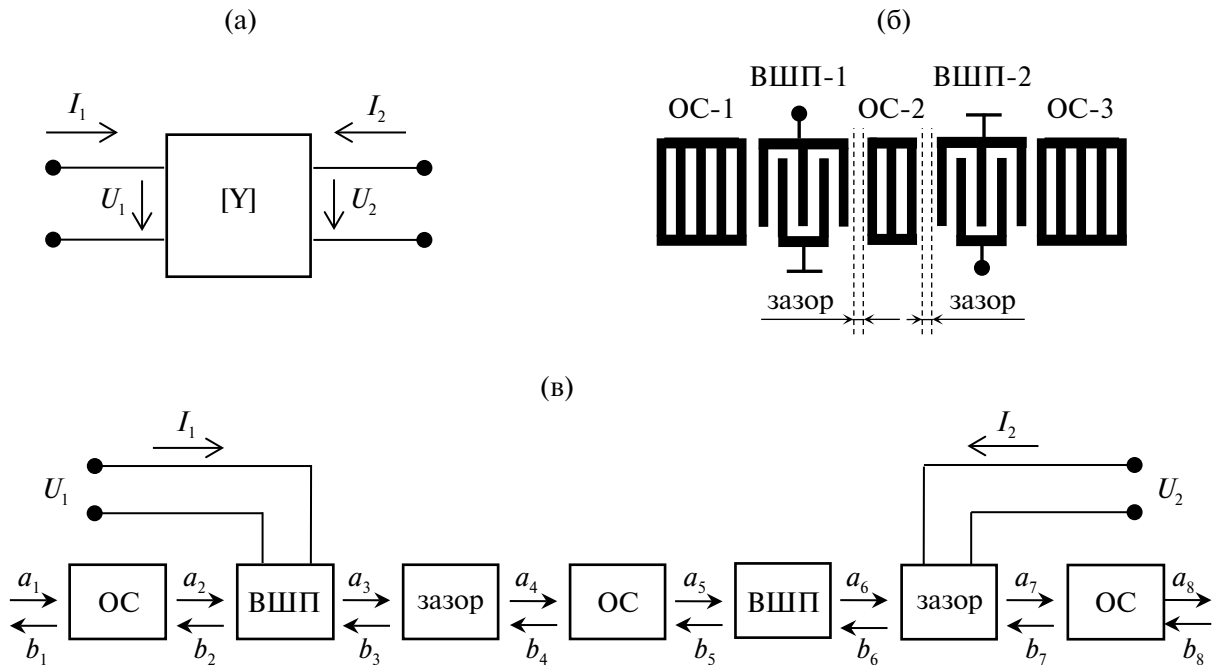 (а)
(б)
I₁
I₂
U₁
[Y]
U₂
ВШП-1
ВШП-2
ОС-1
ОС-2
ОС-3
зазор
зазор
(в)
I₁
I₂
U₁
U₂
a₁
ОС
a₂
ВШП
a₃
зазор
a₄
ОС
a₅
ВШП
a₆
зазор
a₇
ОС
a₈
b₁
b₂
b₃
b₄
b₅
b₆
b₇
b₈